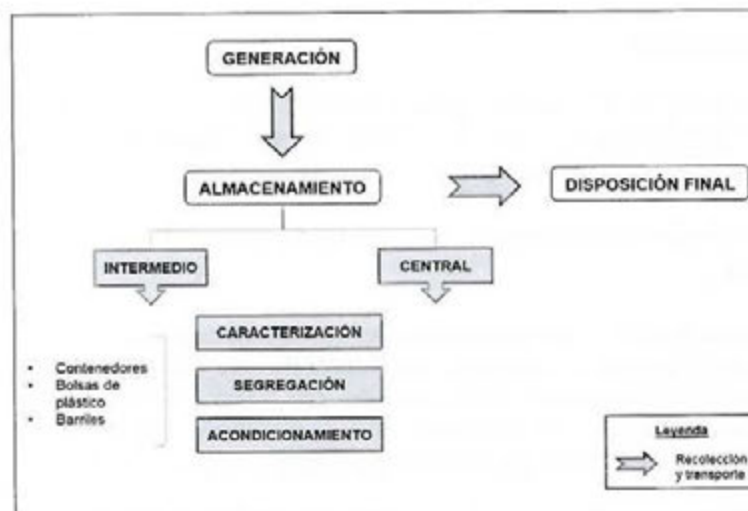 GENERACIÓN
ALMACENAMIENTO
DISPOSICIÓN FINAL
INTERMEDIO
CENTRAL
CARACTERIZACIÓN
• Contenedores
• Bolsas de
plástico
• Barriles
SEGREGACIÓN
ACONDICIONAMIENTO
Leyenda
Recolección
y transporte